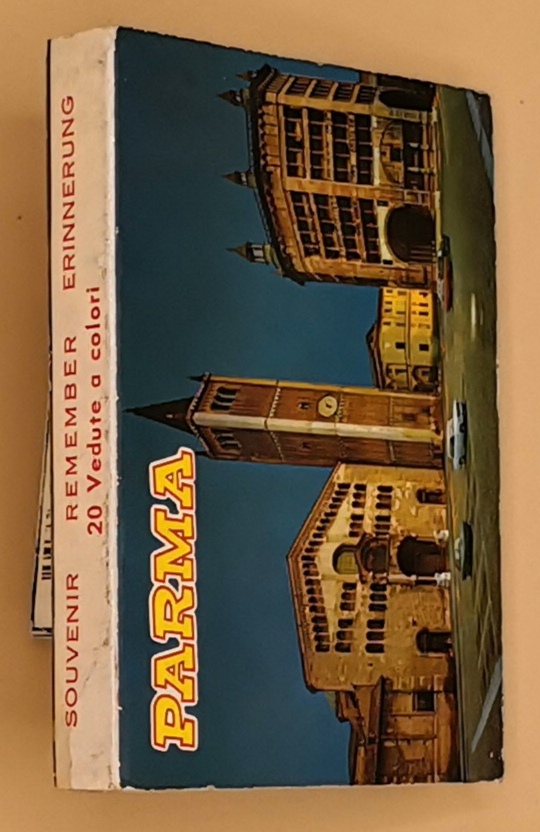 SOUVENIR REMEMBER ERINNERUNG
20 Vedute a colori
PARMA